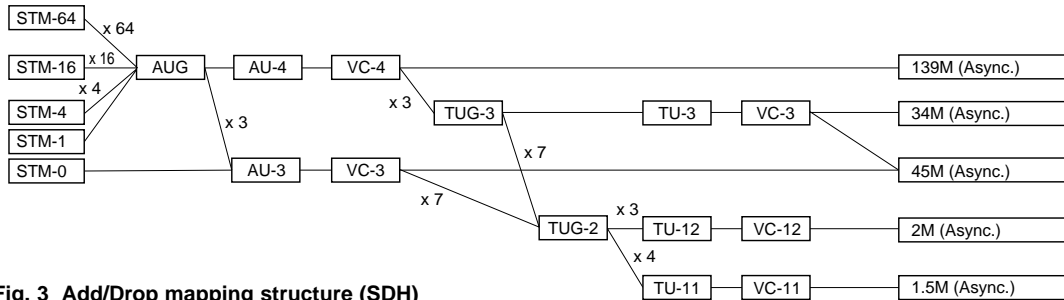 STM-64
x 64
STM-16
x 16
AUG
AU-4
VC-4
139M (Async.)
x 4
x 3
STM-4
x 3
TUG-3
TU-3
VC-3
34M (Async.)
STM-1
x 7
STM-0
AU-3
VC-3
45M (Async.)
x 7
x 3
TUG-2
TU-12
VC-12
2M (Async.)
x 4
TU-11
VC-11
1.5M (Async.)
Fig. 3 Add/Drop mapping structure (SDH)